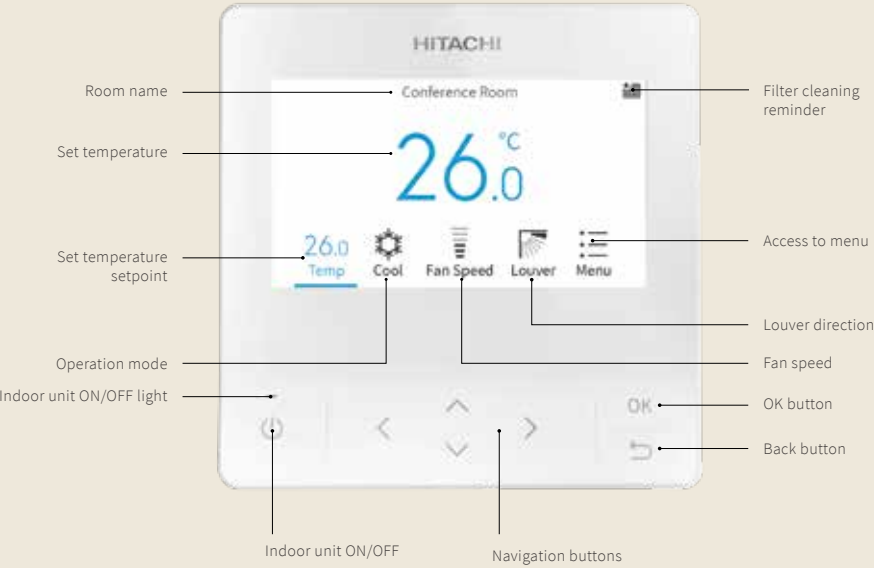 HITACHI
Room name
Conference Room
Filter cleaning
reminder
Set temperature
26.0 °C
Set temperature
setpoint
26.0
Temp
Cool
Fan Speed
Louver
Menu
Access to menu
Louver direction
Operation mode
Fan speed
Indoor unit ON/OFF light
OK
OK button
Back button
Indoor unit ON/OFF
Navigation buttons